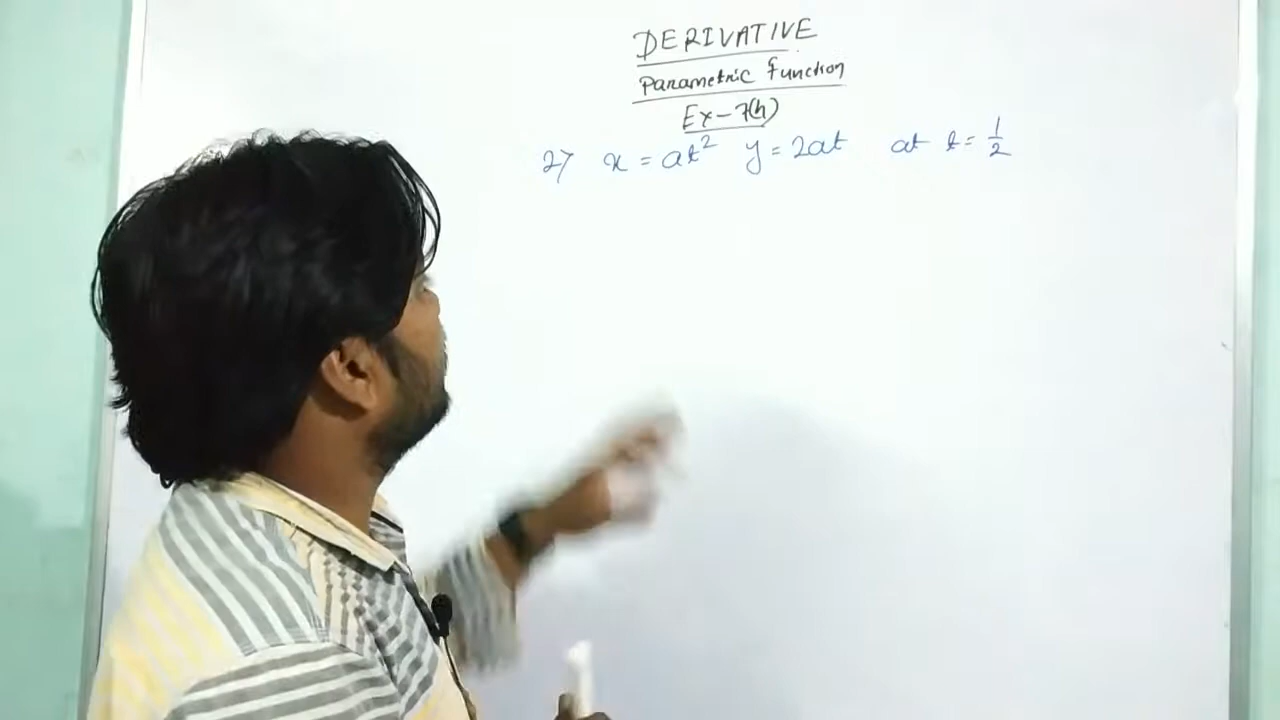 DERIVATIVE
Parametric Function
Ex-7(h)
2> x = at² y = 2at at t = 1/2